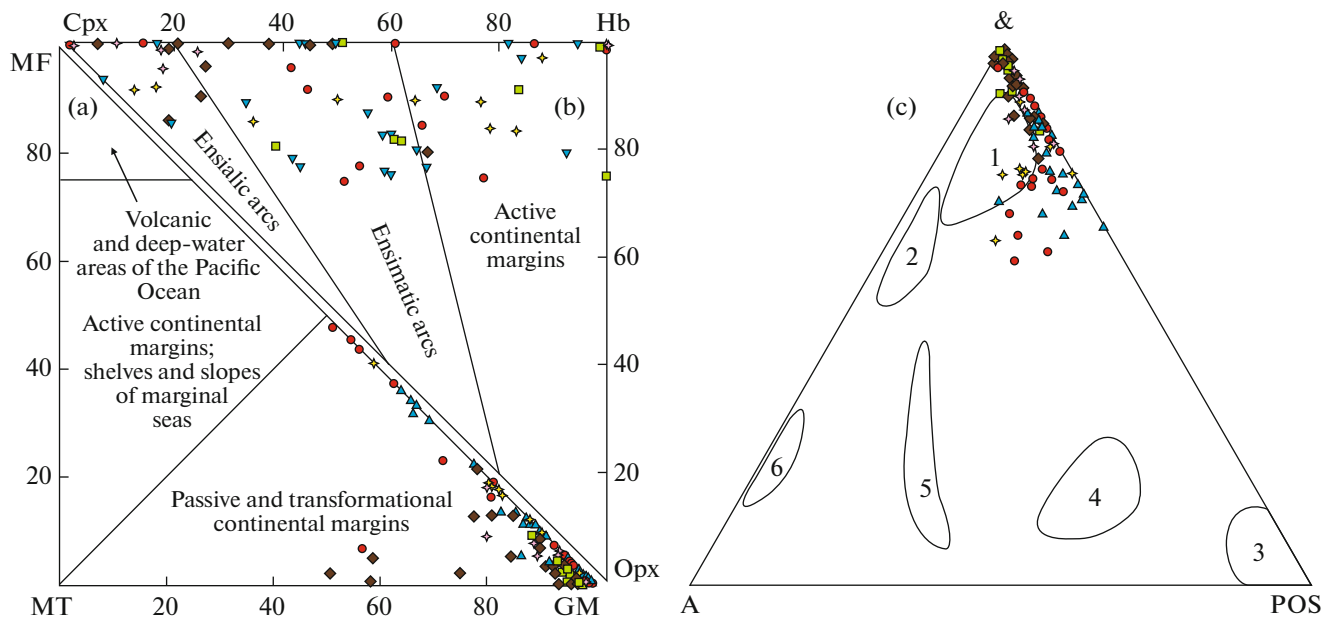 Cpx 20 40 60 80 Hb
MF
(a)
(b)
80
60
40
20
80
60
40
20
Ensialic arcs
Ensimatic arcs
Active
continental
margins
Volcanic
and deep-water
areas of the Pacific
Ocean
Active continental
margins;
shelves and slopes
of marginal
seas
Passive and transformational
continental margins
Opx
MT 20 40 60 80 GM
&
(c)
1
2
3
4
5
6
A
POS